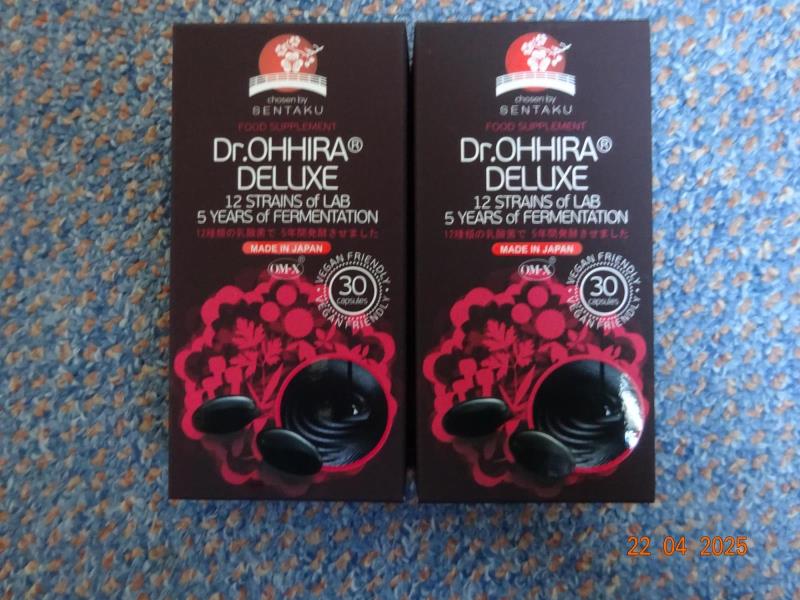 chosen by
SENTAKU
FOOD SUPPLEMENT
Dr.OHHIRA®
DELUXE
12 STRAINS of LAB
5 YEARS of FERMENTATION
12種類の乳酸菌で 5年間発酵させました
MADE IN JAPAN
OM-X®
VEGAN FRIENDLY • VEGAN FRIENDLY •
30
capsules
chosen by
SENTAKU
FOOD SUPPLEMENT
Dr.OHHIRA®
DELUXE
12 STRAINS of LAB
5 YEARS of FERMENTATION
12種類の乳酸菌で 5年間発酵させました
MADE IN JAPAN
OM-X®
VEGAN FRIENDLY • VEGAN FRIENDLY •
30
capsules
22 04 2025